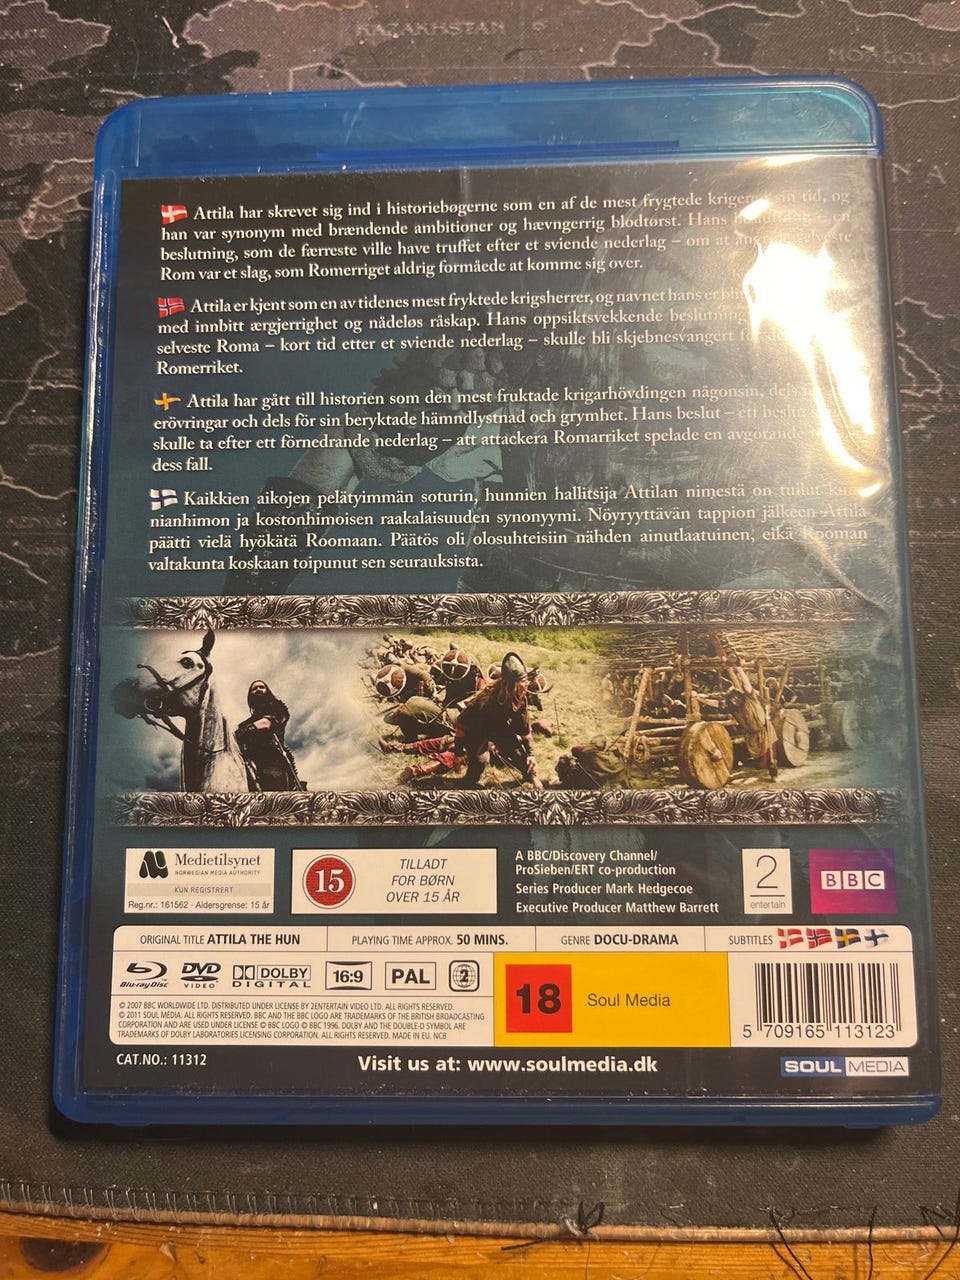 KAZAKHSTAN
MONGOLIA
Attila har skrevet sig ind i historiebøgerne som en af de mest frygtede krigere sin tid, og
han var synonym med brændende ambitioner og hævngerrig blodtørst. Hans – en
beslutning, som de færreste ville have truffet efter et sviende nederlag – om at
Rom var et slag, som Romerriget aldrig formåede at komme sig over.
Attila er kjent som en av tidenes mest fryktede krigsherrer, og navnet hans er
med innbitt ærgjerrighet og nådeløs råskap. Hans oppsiktsvekkende beslutning
selveste Roma – kort tid etter et sviende nederlag – skulle bli skjebnesvangert
Romerriket.
Attila har gått till historien som den mest fruktade krigarhövdingen någonsin, dels
erövringar och dels för sin beryktade hämndlystnad och grymhet. Hans beslut – ett beslut
skulle ta efter ett förnedrande nederlag – att attackera Romarriket spelade en avgörande
dess fall.
Kaikkien aikojen pelätyimmän soturin, hunnien hallitsija Attilan nimestä on tullut kun-
nianhimon ja kostonhimoisen raakalaisuuden synonyymi. Nöyryyttävän tappion jälkeen Attila
päätti vielä hyökätä Roomaan. Päätös oli olosuhteisiin nähden ainutlaatuinen, eikä Rooman
valtakunta koskaan toipunut sen seurauksista.
Medietilsynet
NORWEGIAN MEDIA AUTHORITY
KUN REGISTRERT
Reg.nr.: 161562 - Aldersgrense: 15 år
15
TILLADT
FOR BØRN
OVER 15 ÅR
A BBC/Discovery Channel/
ProSieben/ERT co-production
Series Producer Mark Hedgecoe
Executive Producer Matthew Barrett
2
entertain
BBC
ORIGINAL TITLE ATTILA THE HUN
PLAYING TIME APPROX. 50 MINS.
GENRE DOCU-DRAMA
SUBTITLES
Blu-ray Disc
DVD VIDEO
DOLBY DIGITAL
16:9
PAL
2
© 2007 BBC WORLDWIDE LTD. DISTRIBUTED UNDER LICENSE BY 2ENTERTAIN VIDEO LTD. ALL RIGHTS RESERVED.
© 2011 SOUL MEDIA. ALL RIGHTS RESERVED. BBC AND THE BBC LOGO ARE TRADEMARKS OF THE BRITISH BROADCASTING
CORPORATION AND ARE USED UNDER LICENSE © BBC LOGO © BBC 1996. DOLBY AND THE DOUBLE-D SYMBOL ARE
TRADEMARKS OF DOLBY LABORATORIES LICENSING CORPORATION. ALL RIGHTS RESERVED. MADE IN EU. NCB
18
Soul Media
5 709165 113123
CAT.NO.: 11312
Visit us at: www.soulmedia.dk
SOUL MEDIA